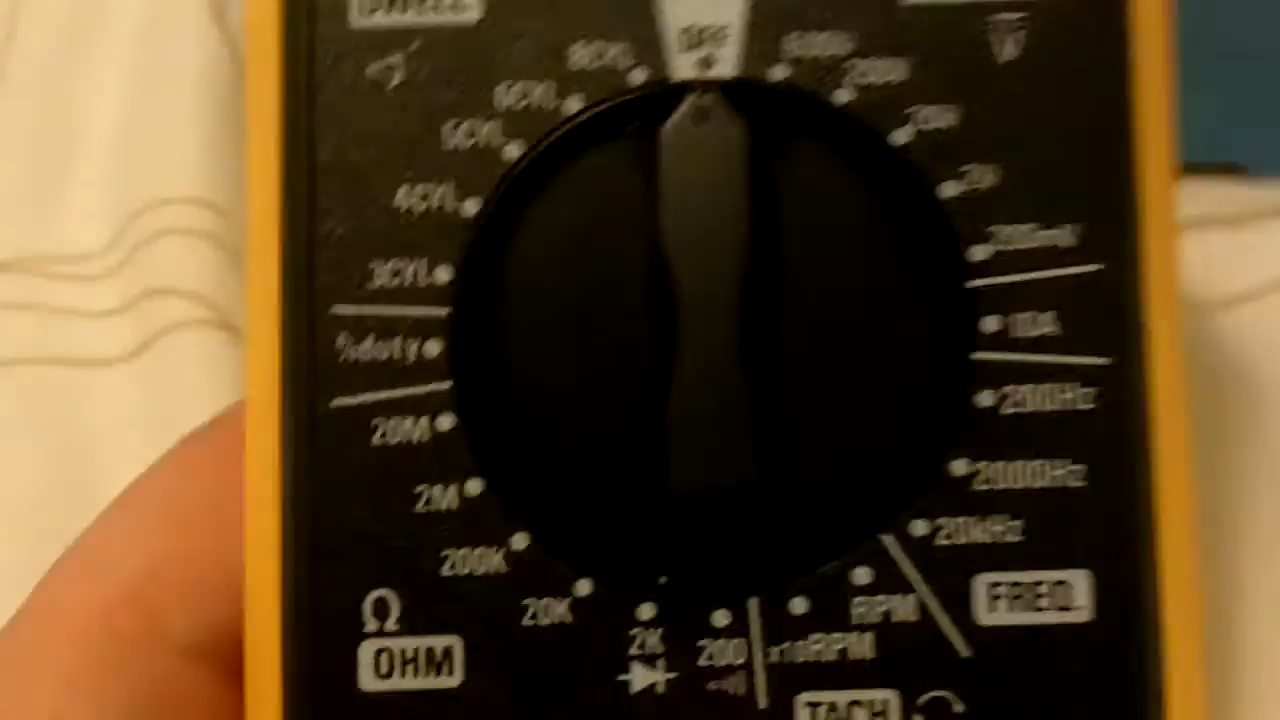 DWELL
OFF
8CYL
6CYL
5CYL
4CYL
3CYL
%duty
20M
2M
200K
20K
2K
200
x10RPM
RPM
20kHz
2000Hz
200Hz
10A
200mV
2V
20V
200V
Ω
OHM
FREQ
TACH